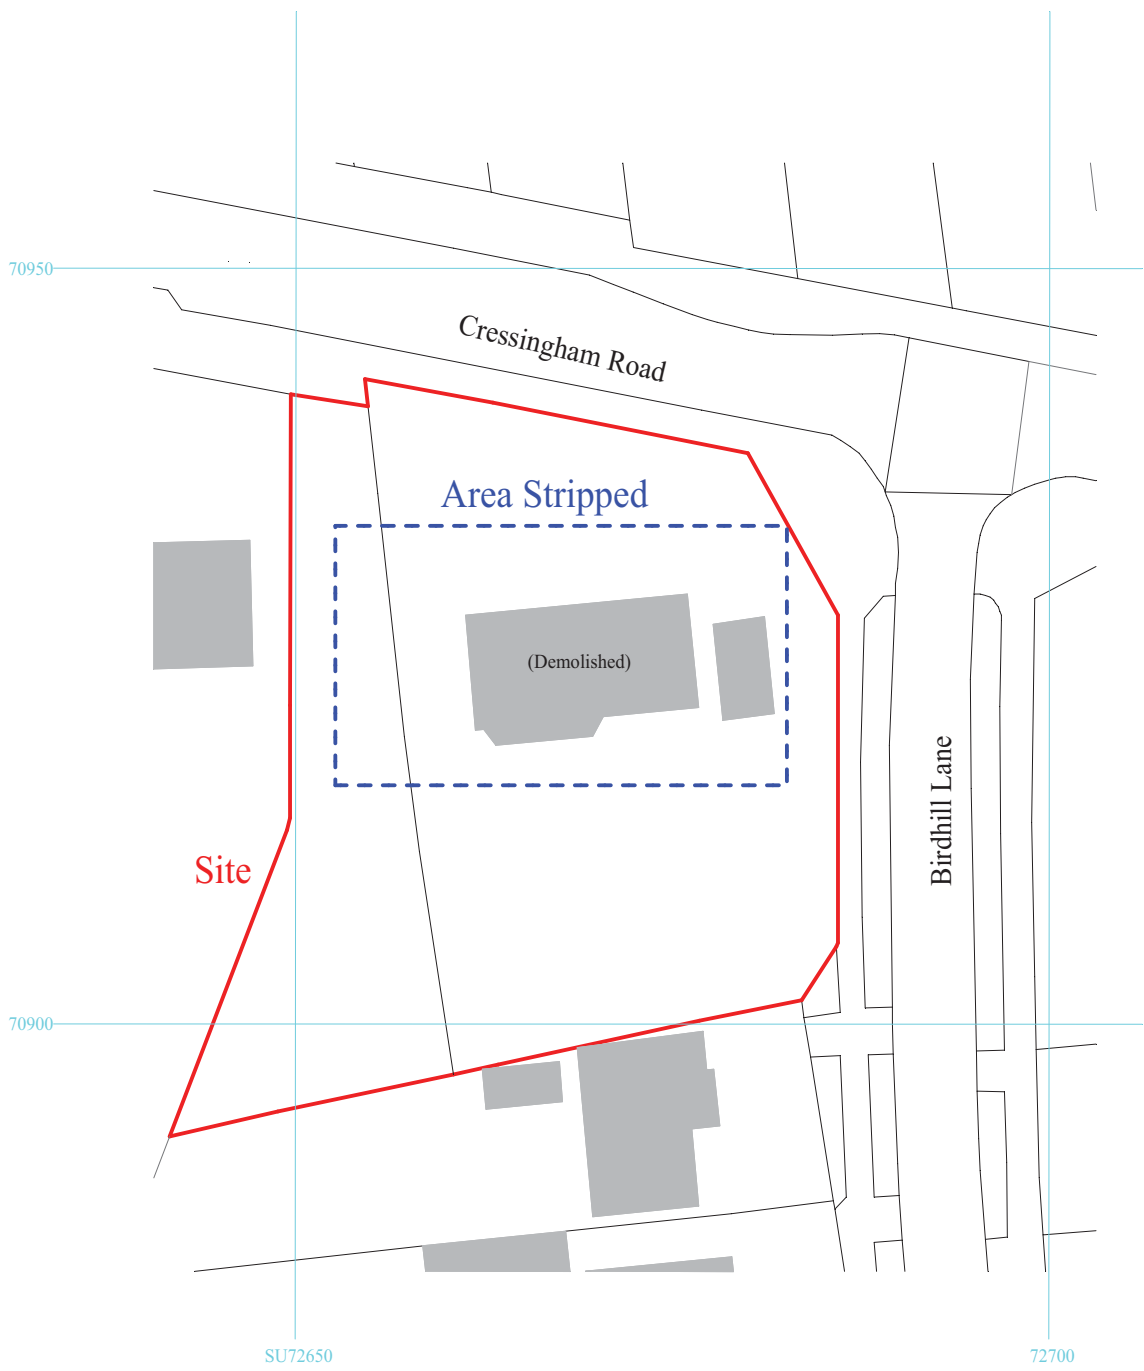 70950
Cressingham Road
Area Stripped
(Demolished)
Birdhill Lane
Site
70900
SU72650
72700